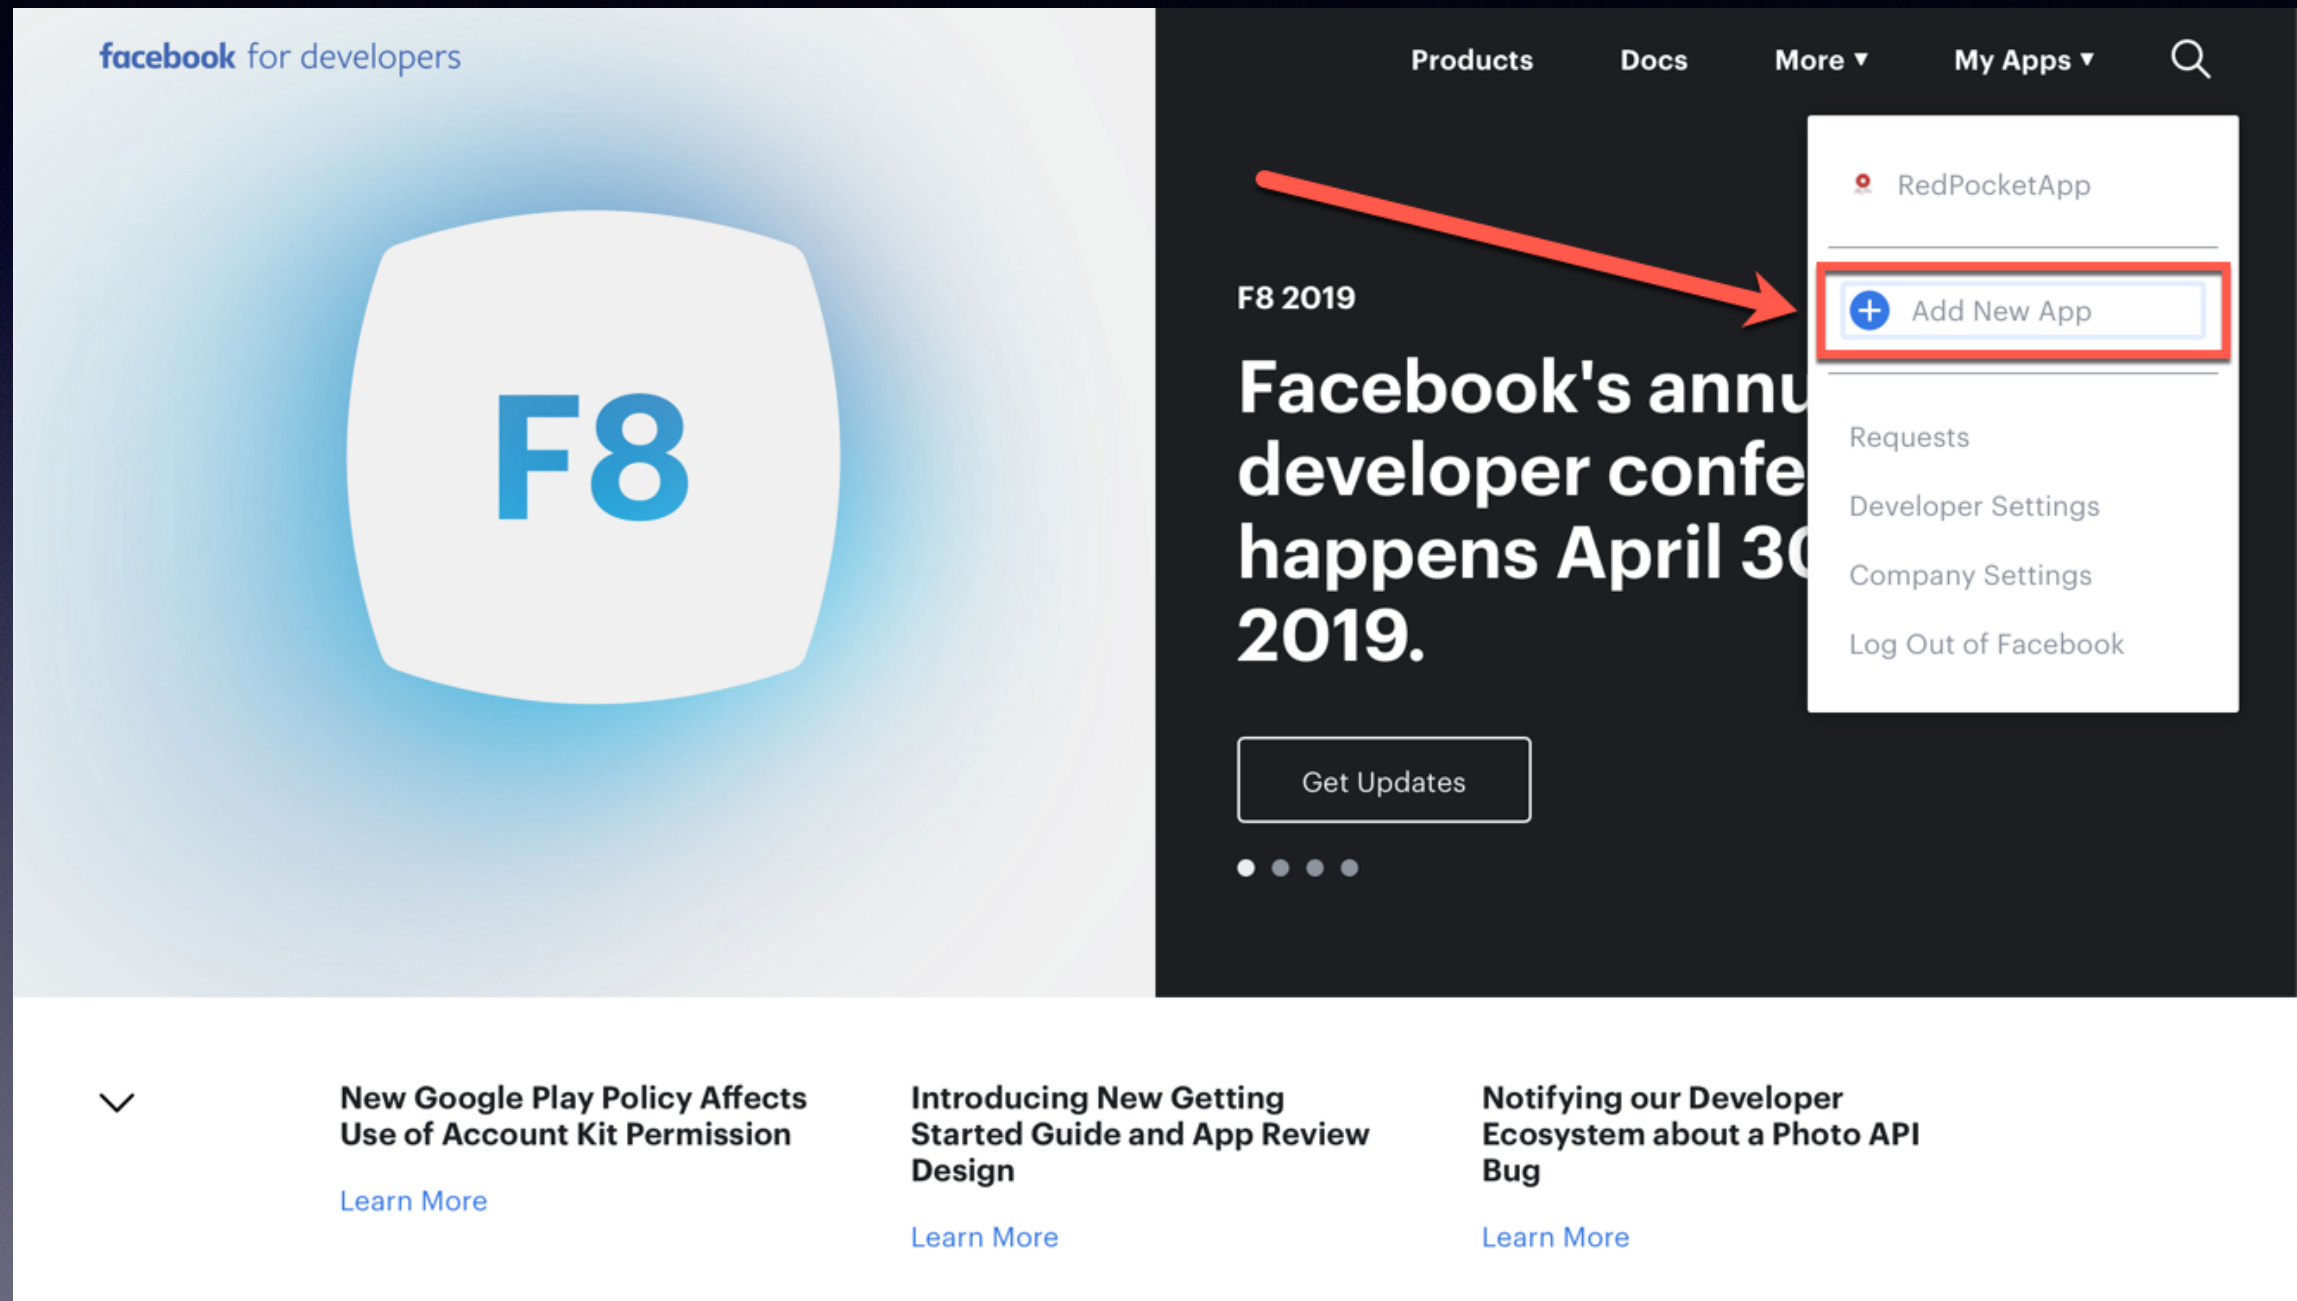 facebook for developers
Products
Docs
More ▼
My Apps ▼
RedPocketApp
Add New App
Requests
Developer Settings
Company Settings
Log Out of Facebook
F8
F8 2019
Facebook's annu
developer confe
happens April 30
2019.
Get Updates
New Google Play Policy Affects
Use of Account Kit Permission
Learn More
Introducing New Getting
Started Guide and App Review
Design
Learn More
Notifying our Developer
Ecosystem about a Photo API
Bug
Learn More